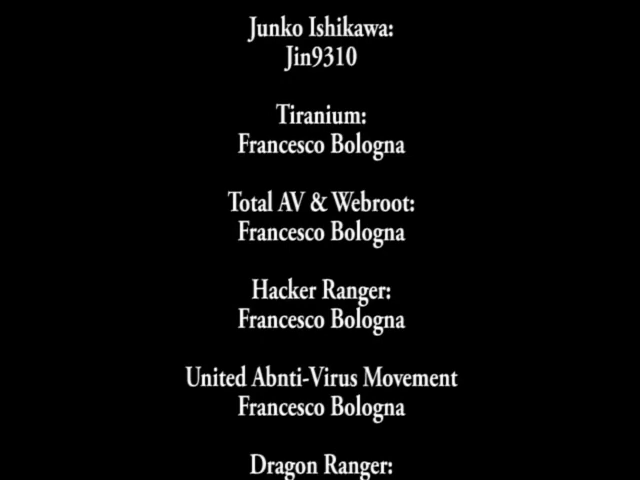 Junko Ishikawa:
Jin9310
Tiranium:
Francesco Bologna
Total AV & Webroot:
Francesco Bologna
Hacker Ranger:
Francesco Bologna
United Abnti-Virus Movement
Francesco Bologna
Dragon Ranger: